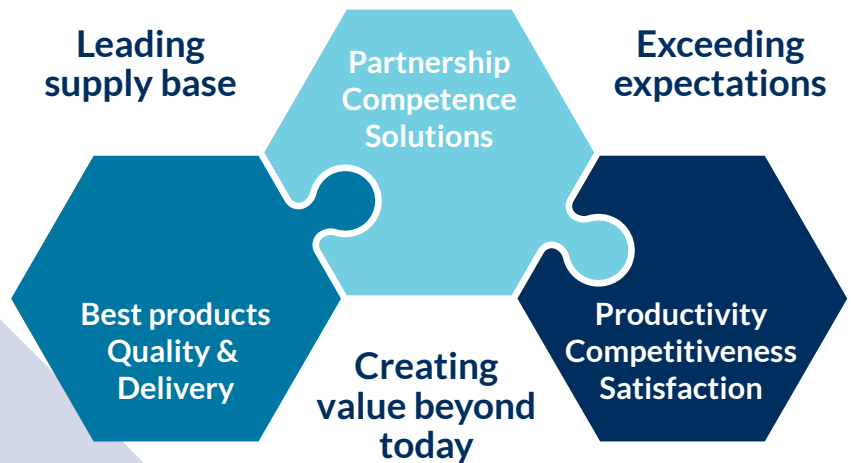 Leading
supply base
Partnership
Competence
Solutions
Exceeding
expectations
Best products
Quality &
Delivery
Creating
value beyond
today
Productivity
Competitiveness
Satisfaction